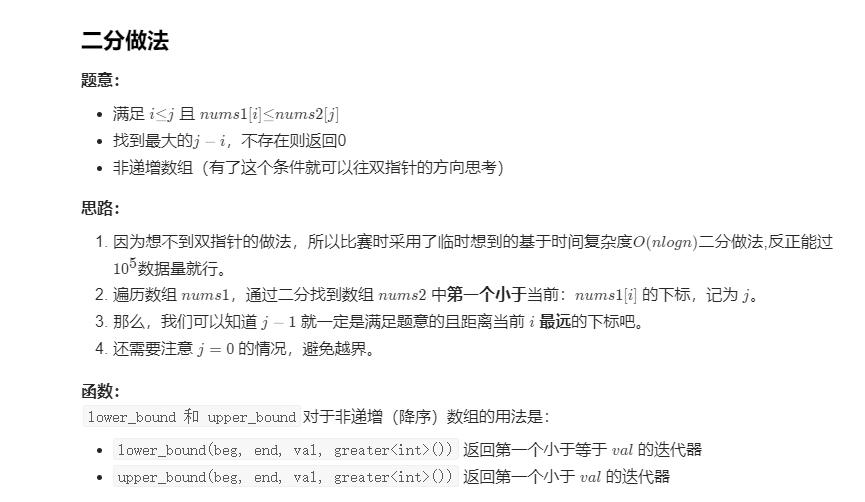 二分做法
题意：
满足 i≤j 且 nums1[i]≤nums2[j]
找到最大的j − i，不存在则返回0
非递增数组（有了这个条件就可以往双指针的方向思考）
思路：
1. 因为想不到双指针的做法，所以比赛时采用了临时想到的基于时间复杂度O(nlogn)二分做法,反正能过
10^5数据量就行。
2. 遍历数组 nums1，通过二分找到数组 nums2 中第一个小于当前：nums1[i] 的下标，记为 j。
3. 那么，我们可以知道 j − 1 就一定是满足题意的且距离当前 i 最远的下标吧。
4. 还需要注意 j = 0 的情况，避免越界。
函数：
lower_bound 和 upper_bound 对于非递增（降序）数组的用法是：
lower_bound(beg, end, val, greater<int>()) 返回第一个小于等于 val 的迭代器
upper_bound(beg, end, val, greater<int>()) 返回第一个小于 val 的迭代器